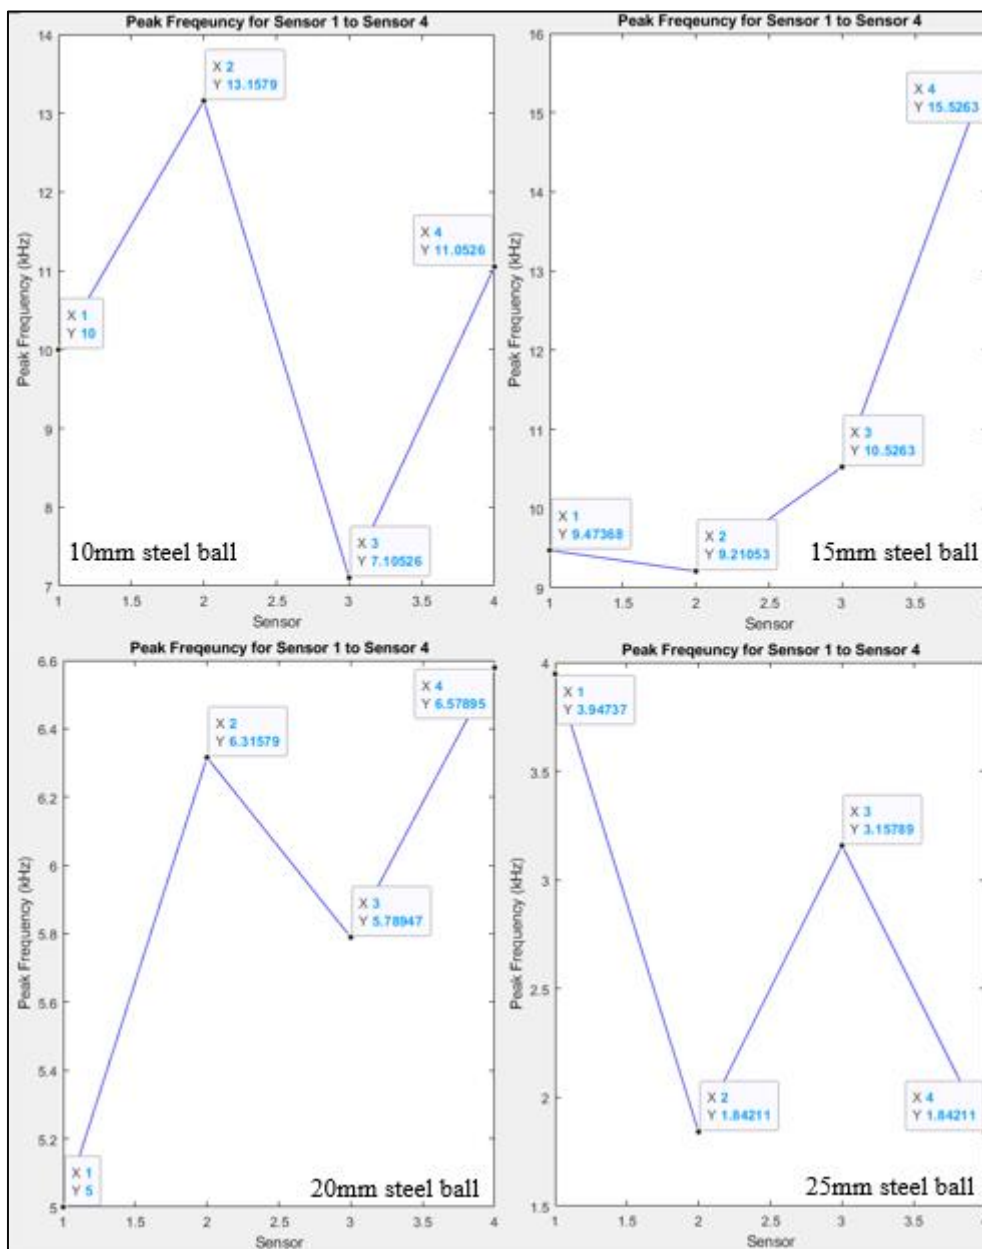 Peak Freqeuncy for Sensor 1 to Sensor 4
14
13
12
11
10
9
8
7
Peak Frequency (kHz)
X 2
Y 13.1579
X 4
Y 11.0526
X 1
Y 10
X 3
Y 7.10526
10mm steel ball
1 1.5 2 2.5 3 3.5 4
Sensor
Peak Freqeuncy for Sensor 1 to Sensor 4
16
15
14
13
12
11
10
9
Peak Frequency (kHz)
X 4
Y 15.5263
X 3
Y 10.5263
X 1
Y 9.47368
X 2
Y 9.21053
15mm steel ball
1 1.5 2 2.5 3 3.5
Sensor
Peak Freqeuncy for Sensor 1 to Sensor 4
6.6
6.4
6.2
6
5.8
5.6
5.4
5.2
5
Peak Frequency (kHz)
X 4
Y 6.57895
X 2
Y 6.31579
X 3
Y 5.78947
X 1
Y 5
20mm steel ball
1 1.5 2 2.5 3 3.5 4
Sensor
Peak Freqeuncy for Sensor 1 to Sensor 4
4
3.5
3
2.5
2
1.5
Peak Frequency (kHz)
X 1
Y 3.94737
X 3
Y 3.15789
X 2
Y 1.84211
X 4
Y 1.84211
25mm steel ball
1 1.5 2 2.5 3 3.5
Sensor